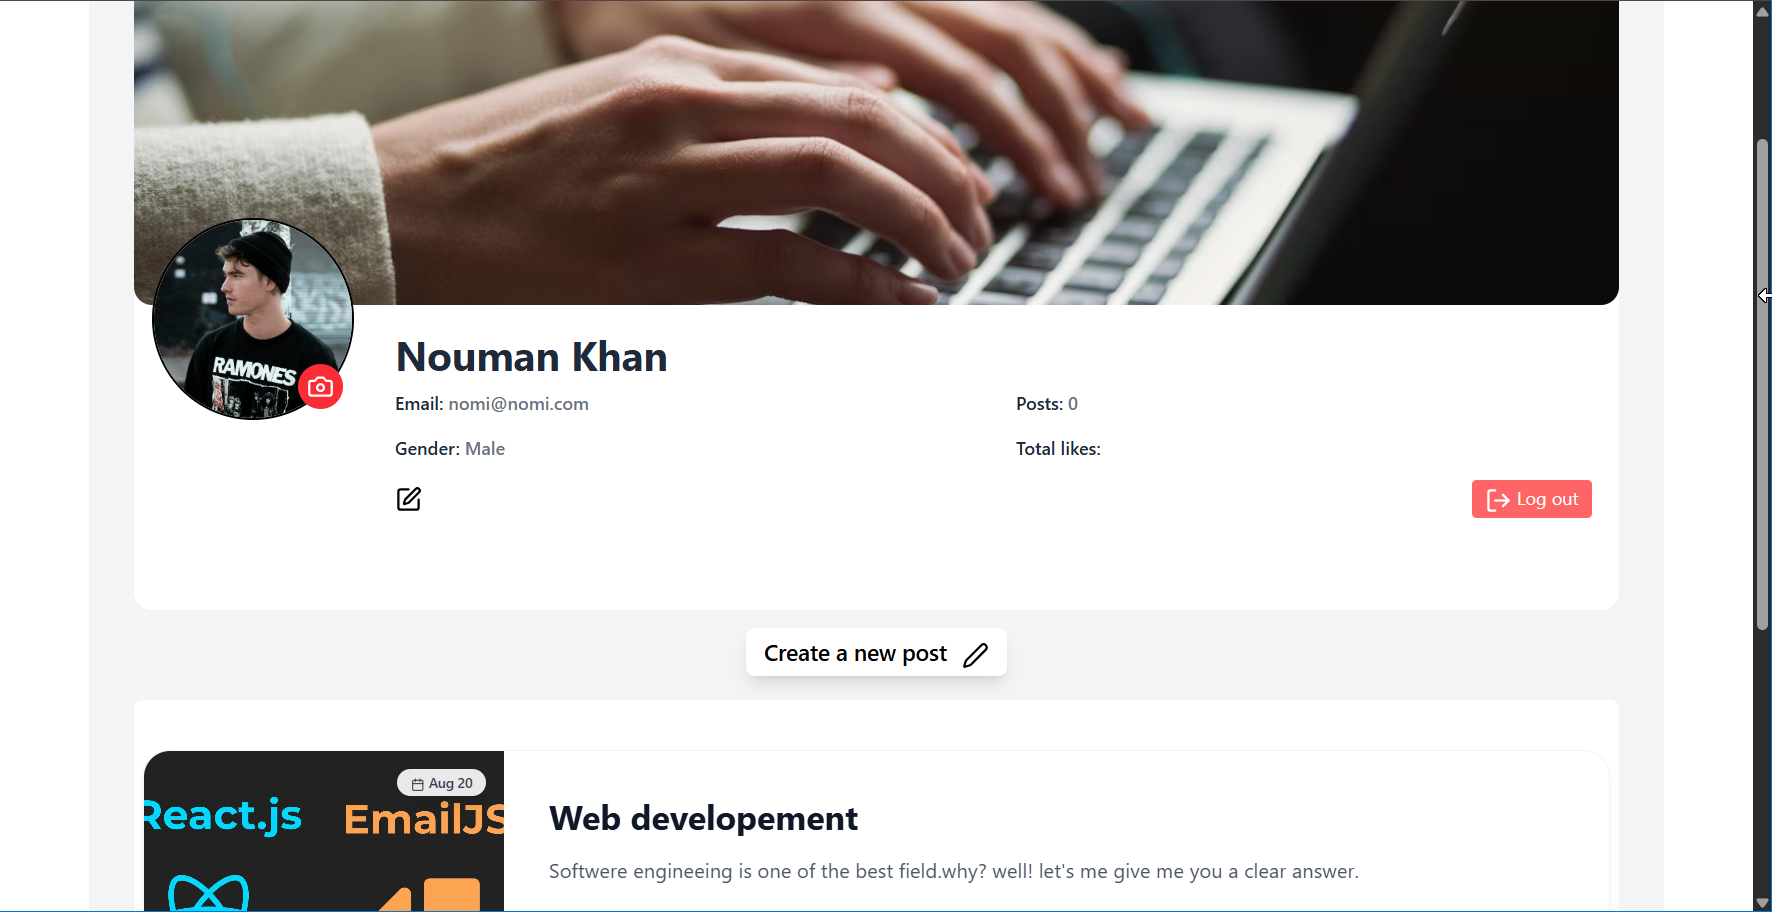 RAMONES
Nouman Khan
Email: nomi@nomi.com
Posts: 0
Gender: Male
Total likes:
Log out
Create a new post
Aug 20
React.js
EmailJS
Web developement
Softwere engineeing is one of the best field.why? well! let's me give me you a clear answer.